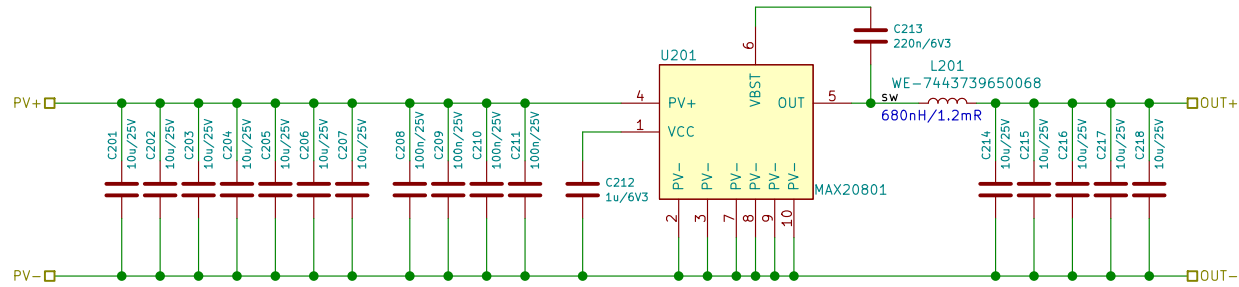 C213
220n/6V3
6
U201
L201
WE-7443739650068
PV+
4
PV+
VBST
OUT
5
sw
OUT+
680nH/1.2mR
1
VCC
C201
10u/25V
C202
10u/25V
C203
10u/25V
C204
10u/25V
C205
10u/25V
C206
10u/25V
C207
10u/25V
C208
100n/25V
C209
100n/25V
C210
100n/25V
C211
100n/25V
C212
1u/6V3
PV-
PV-
PV-
PV-
PV-
PV-
MAX20801
2
3
7
8
9
10
C214
10u/25V
C215
10u/25V
C216
10u/25V
C217
10u/25V
C218
10u/25V
PV-
OUT-